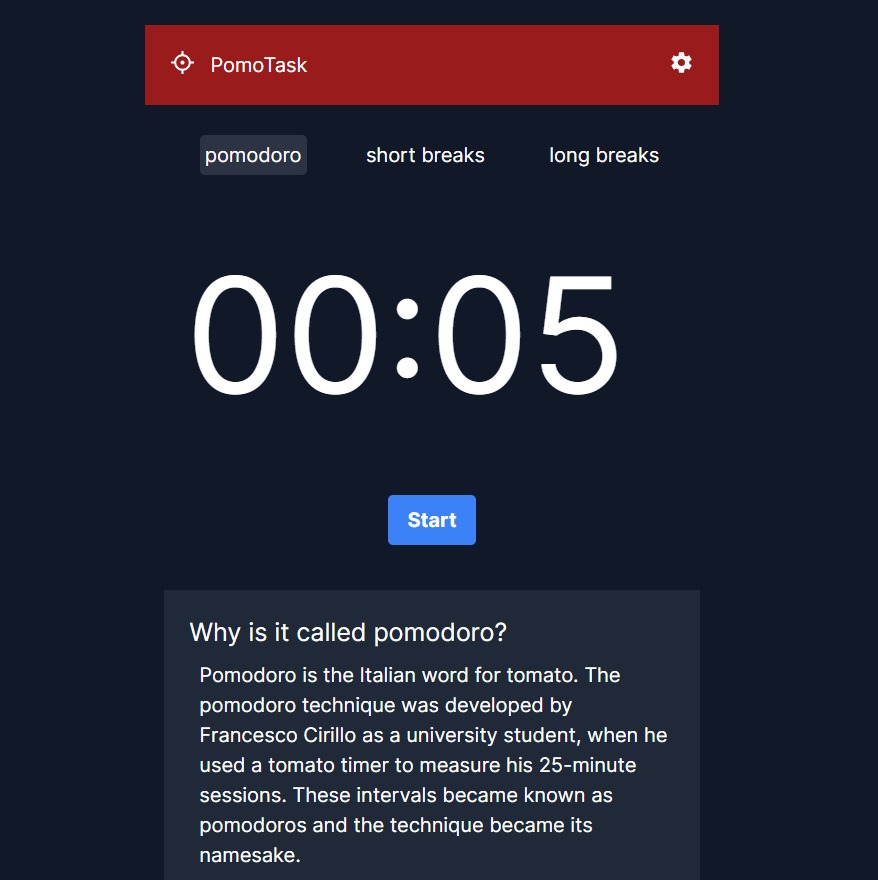 PomoTask
pomodoro short breaks long breaks
00:05
Start
Why is it called pomodoro?
Pomodoro is the Italian word for tomato. The
pomodoro technique was developed by
Francesco Cirillo as a university student, when he
used a tomato timer to measure his 25-minute
sessions. These intervals became known as
pomodoros and the technique became its
namesake.